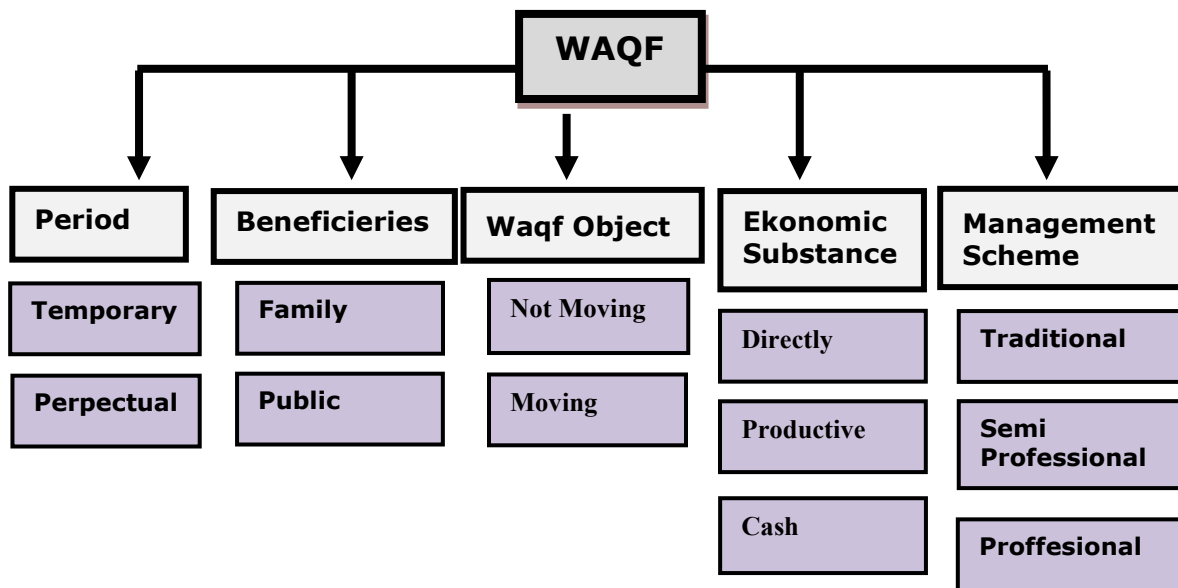 WAQF
Period
Temporary
Perpectual
Beneficieries
Family
Public
Waqf Object
Not Moving
Moving
Ekonomic
Substance
Directly
Productive
Cash
Management
Scheme
Traditional
Semi
Professional
Proffesional